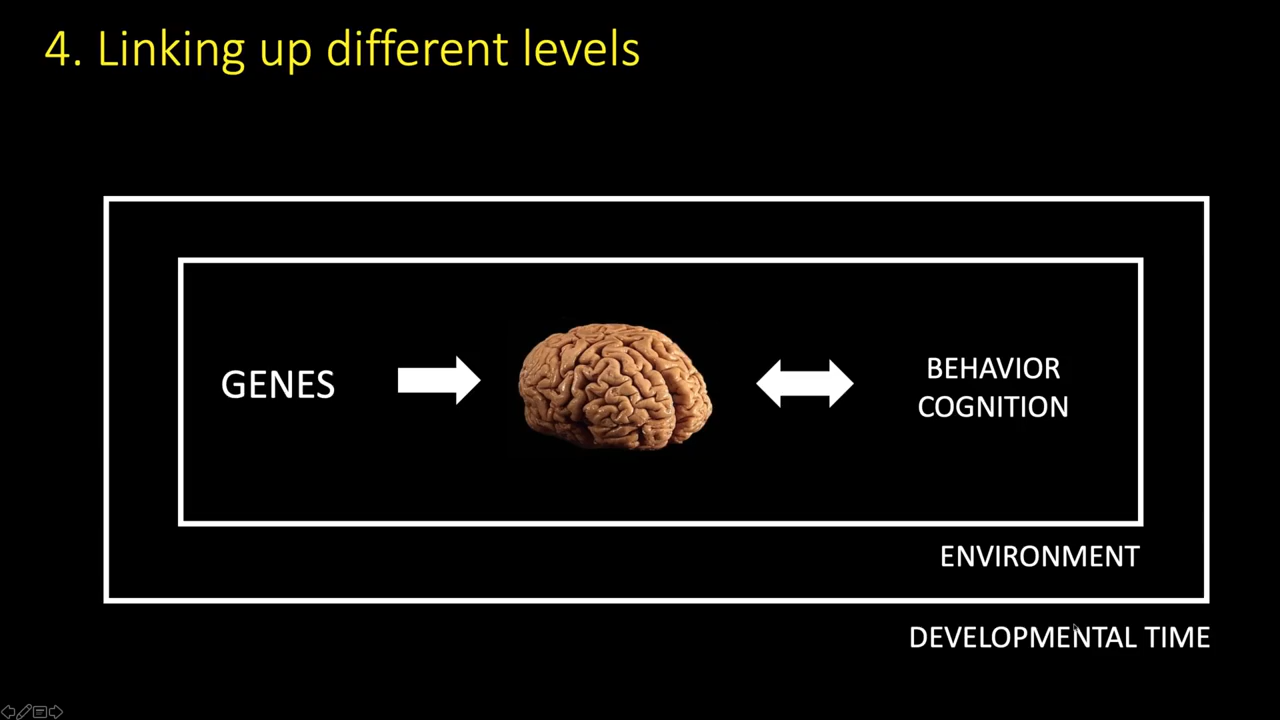 4. Linking up different levels
GENES
BEHAVIOR
COGNITION
ENVIRONMENT
DEVELOPMENTAL TIME